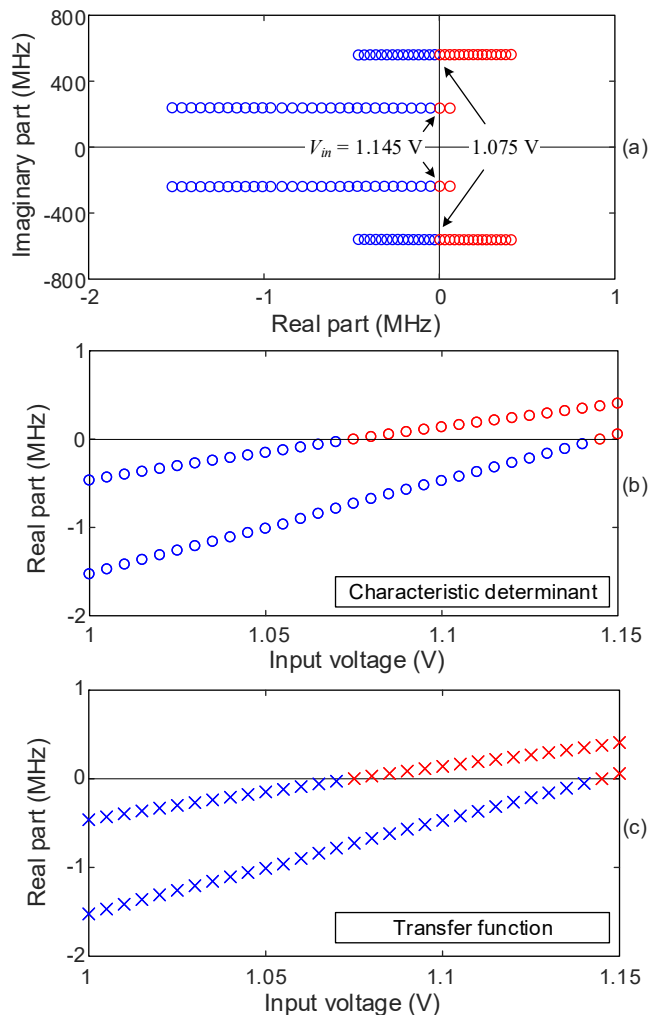 800
400
0
-400
-800
Imaginary part (MHz)
V_in = 1.145 V
1.075 V
(a)
-2
-1
0
1
Real part (MHz)
1
0
-1
-2
Real part (MHz)
(b)
Characteristic determinant
1
1.05
1.1
1.15
Input voltage (V)
1
0
-1
-2
Real part (MHz)
(c)
Transfer function
1
1.05
1.1
1.15
Input voltage (V)